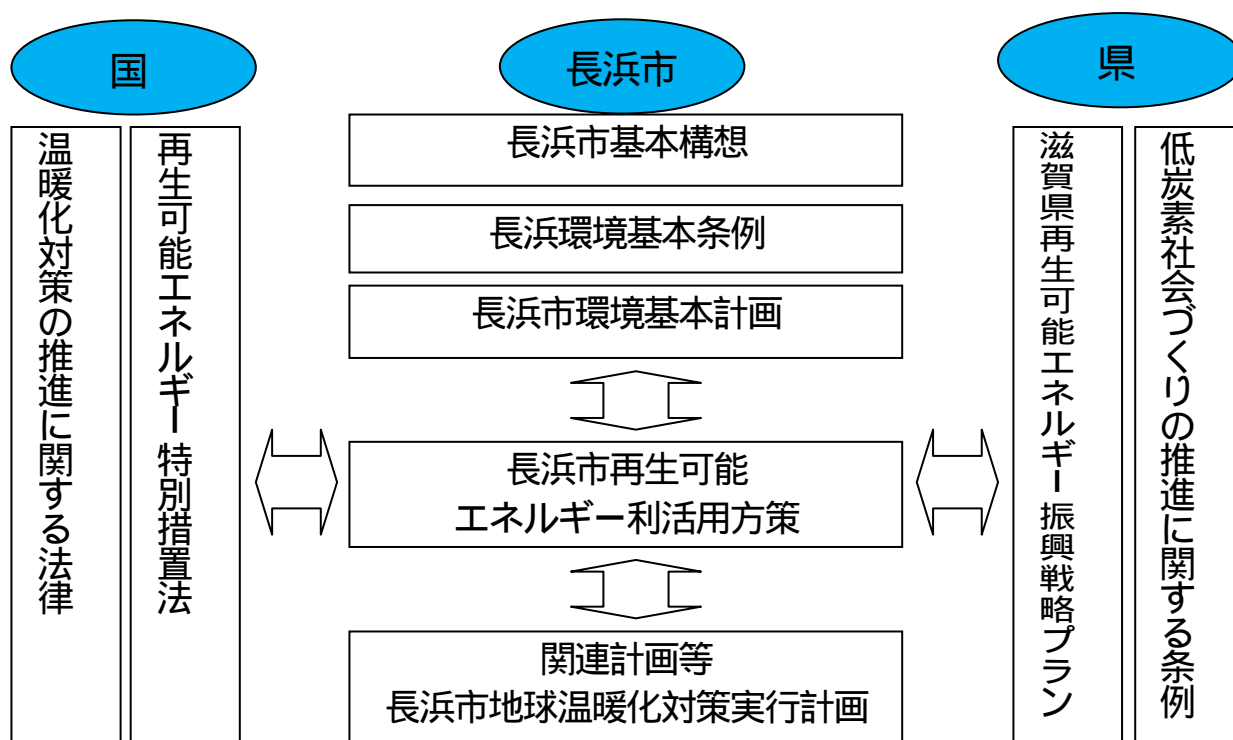 国
長浜市
県
温暖化対策の推進に関する法律
再生可能エネルギー特別措置法
長浜市基本構想
長浜環境基本条例
長浜市環境基本計画
長浜市再生可能
エネルギー利活用方策
関連計画等
長浜市地球温暖化対策実行計画
滋賀県再生可能エネルギー振興戦略プラン
低炭素社会づくりの推進に関する条例